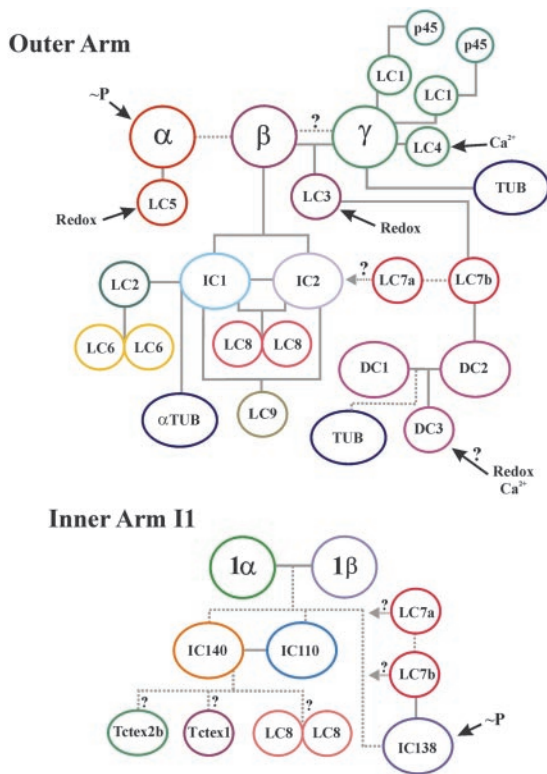 Outer Arm
p45
p45
LC1
LC1
~P
α
β
?
γ
LC4
Ca²⁺
LC5
Redox
LC3
Redox
TUB
LC2
IC1
IC2
?
LC7a
LC7b
LC6
LC6
LC8
LC8
αTUB
LC9
DC1
DC2
TUB
DC3
?
Redox
Ca²⁺
Inner Arm I1
1α
1β
?
LC7a
IC140
IC110
?
LC7b
?
?
?
Tctex2b
Tctex1
LC8
LC8
~P
IC138